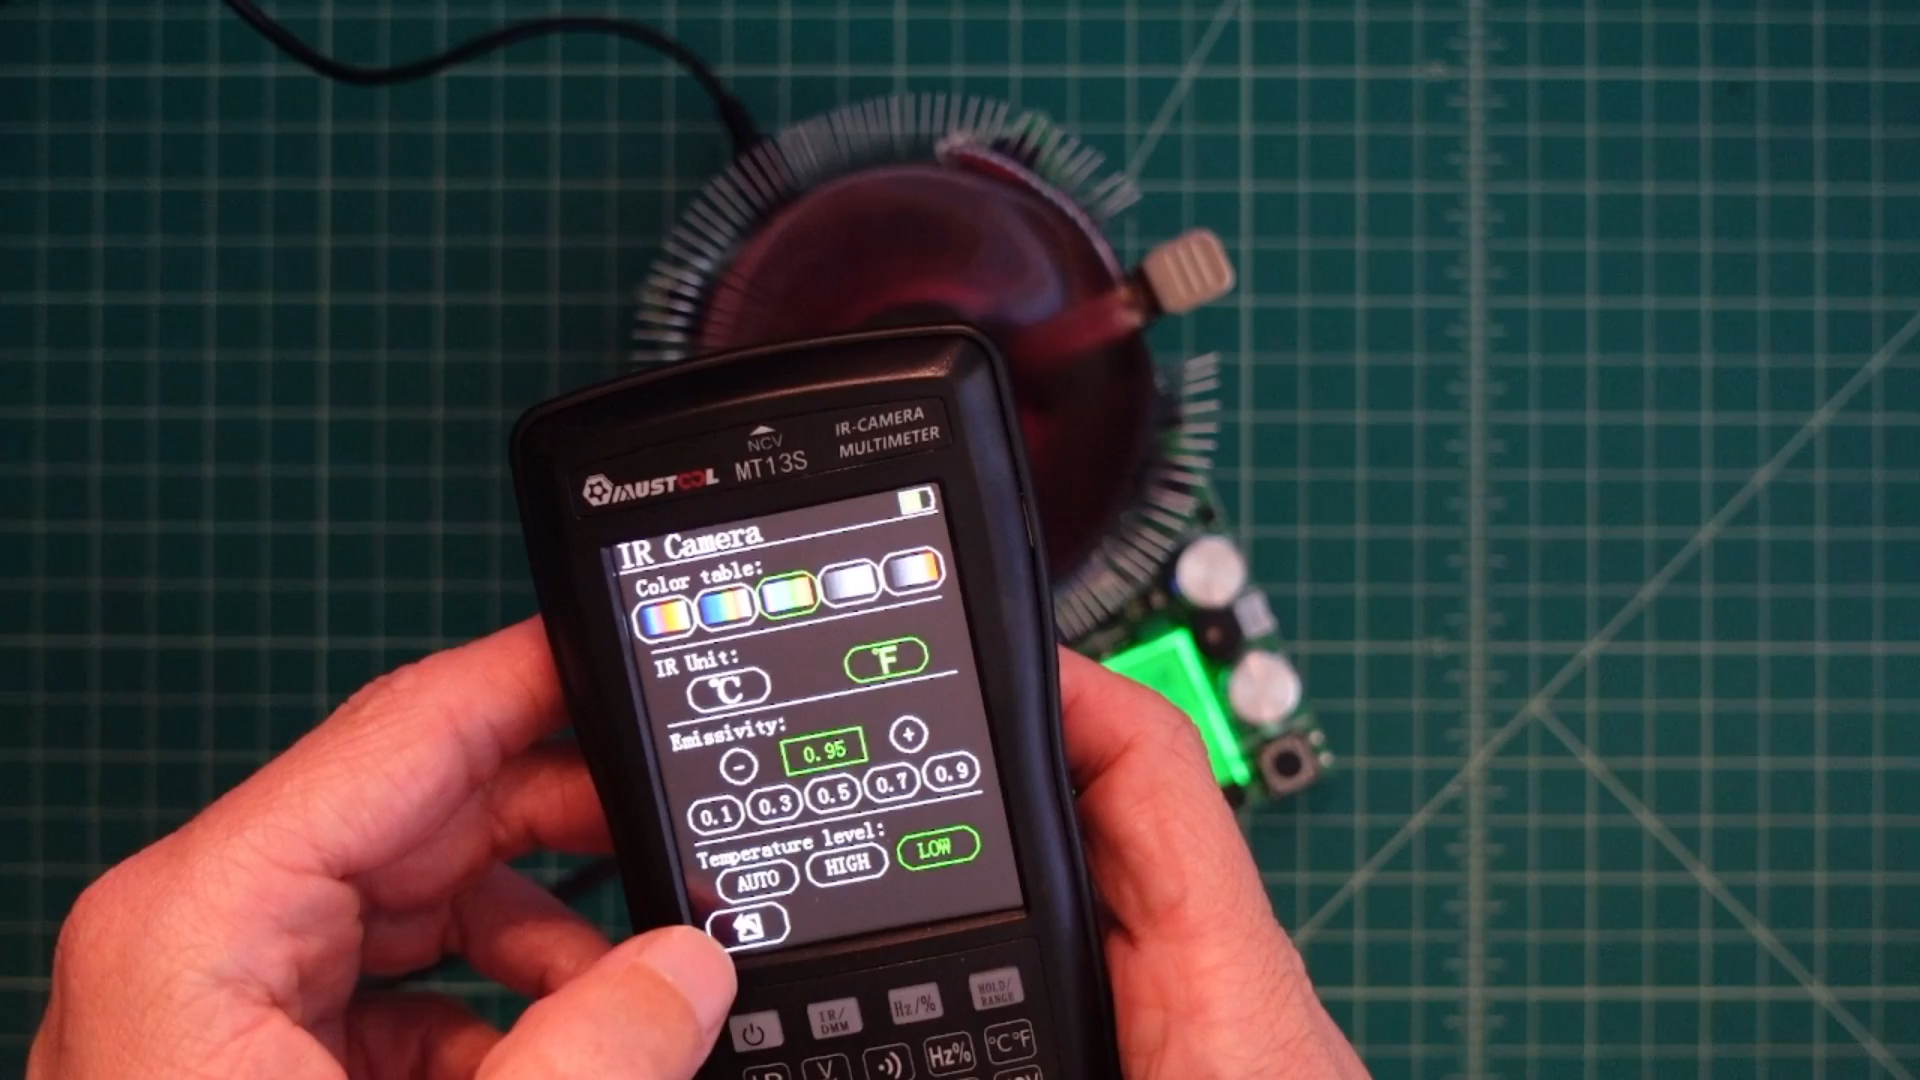 NCV
IR-CAMERA
MUSTOOL MT13S MULTIMETER
IR Camera
Color table:
IR Unit:
℃ ℉
Emissivity:
- 0.95 +
0.1 0.3 0.5 0.7 0.9
Temperature level:
AUTO HIGH LOW
IR/ Hz/% HOLD/
DMM RANGE
Hz% °C°F